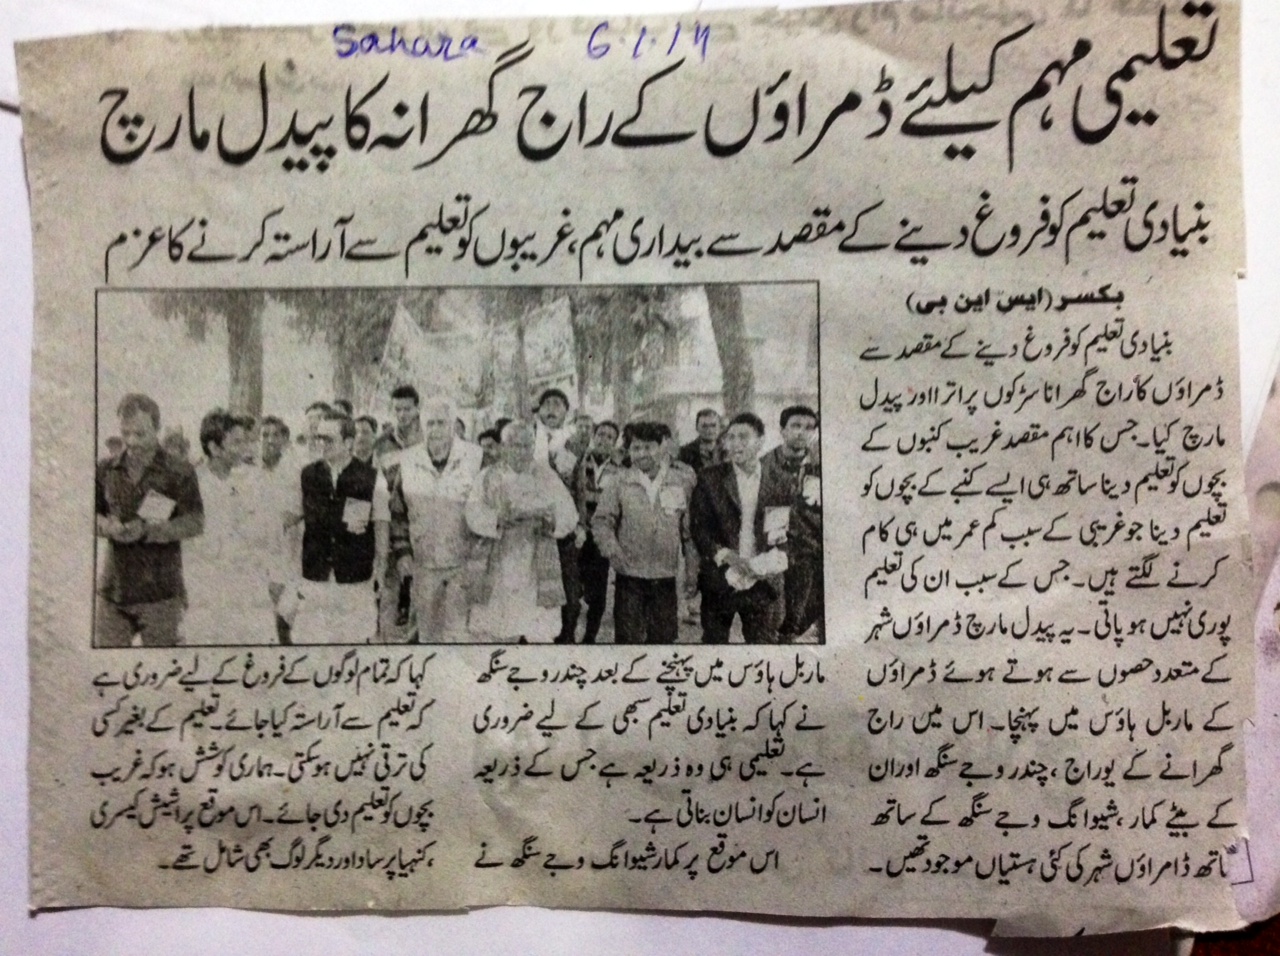 Sahara 6.1.14
تعلیمی مہم کیلئے ڈمراؤں کے راج گھرانہ کا پیدل مارچ
بنیادی تعلیم کو فروغ دینے کے مقصد سے بیداری مہم، غریبوں کو تعلیم سے آراستہ کرنے کا عزم
بکسر (ایس این بی)
بنیادی تعلیم کو فروغ دینے کے مقصد سے
ڈمراؤں کا راج گھرانا سڑکوں پر اترا اور پیدل
مارچ کیا۔ جس کا اہم مقصد غریب کنبوں کے
بچوں کو تعلیم دینا ساتھ ہی ایسے کنبے کے بچوں کو
تعلیم دینا جو غریبی کے سبب کم عمر میں ہی کام
کرنے لگتے ہیں۔ جس کے سبب ان کی تعلیم
پوری نہیں ہو پاتی۔ یہ پیدل مارچ ڈمراؤں شہر
کے متعدد حصوں سے ہوتے ہوئے ڈمراؤں
کے ماربل ہاؤس میں پہنچا۔ اس میں راج
گھرانے کے یوراج، چندر وجے سنگھ اور ان
کے بیٹے کمار، شیوانگ وجے سنگھ کے ساتھ
ساتھ ڈامراؤں شہر کی کئی ہستیاں موجود تھیں۔
ماربل ہاؤس میں پہنچنے کے بعد چندر وجے سنگھ
نے کہا کہ بنیادی تعلیم سبھی کے لیے ضروری
ہے۔ تعلیمی ہی وہ ذریعہ ہے جس کے ذریعہ
انسان کو انسان بناتی ہے۔
اس موقع پر کمار شیوانگ وجے سنگھ نے
کہا کہ تمام لوگوں کے فروغ کے لیے ضروری ہے
کہ تعلیم سے آراستہ کیا جائے۔ تعلیم کے بغیر کسی
کی ترقی نہیں ہو سکتی۔ ہماری کوشش ہو کہ غریب
بچوں کو تعلیم دی جائے۔ اس موقع پر اشیش کیسری
، کنہیا پرساد اور دیگر لوگ بھی شامل تھے۔